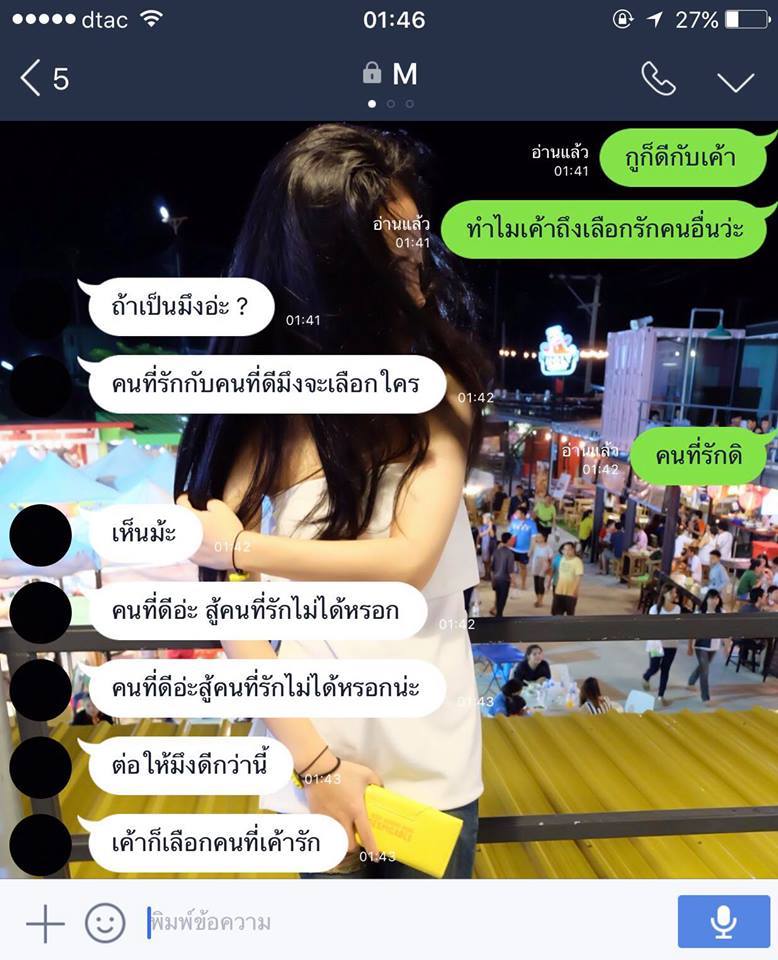 dtac
01:46
27%
5
M
กูก็ดีกับเค้า
อ่านแล้ว
01:41
ทำไมเค้าถึงเลือกรักคนอื่นว่ะ
อ่านแล้ว
01:41
ถ้าเป็นมึงอ่ะ ?
01:41
คนที่รักกับคนที่ดีมึงจะเลือกใคร
01:42
คนที่รักดิ
อ่านแล้ว
01:42
เห็นม้ะ
01:42
คนที่ดีอ่ะ สู้คนที่รักไม่ได้หรอก
01:42
คนที่ดีอ่ะสู้คนที่รักไม่ได้หรอกน่ะ
01:43
ต่อให้มึงดีกว่านี้
01:43
เค้าก็เลือกคนที่เค้ารัก
01:43
พิมพ์ข้อความ